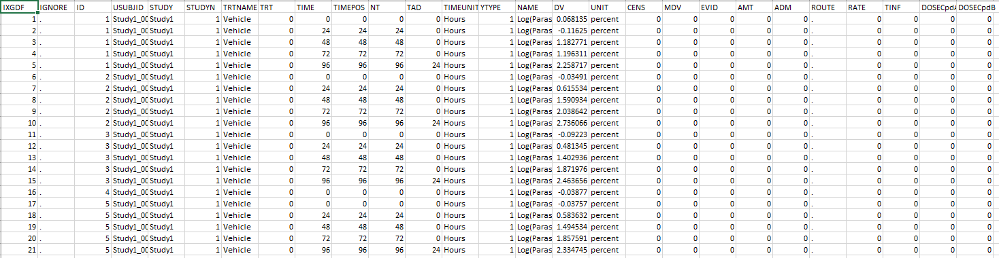 IXGDF IGNORE ID USUBJID STUDY STUDYN TRTNAME TRT TIME TIMEPOS NT TAD TIMEUNIT YTYPE NAME DV UNIT CENS MDV EVID AMT ADM ROUTE RATE TINF DOSECpdA DOSECpdB
1 . 1 Study1_00 Study1 1 Vehicle 0 0 0 0 0 Hours 1 Log(Paras 0.068135 percent 0 0 0 0 0 . 0 0 0 0
2 . 1 Study1_00 Study1 1 Vehicle 0 24 24 24 0 Hours 1 Log(Paras -0.11625 percent 0 0 0 0 0 . 0 0 0 0
3 . 1 Study1_00 Study1 1 Vehicle 0 48 48 48 0 Hours 1 Log(Paras 1.182771 percent 0 0 0 0 0 . 0 0 0 0
4 . 1 Study1_00 Study1 1 Vehicle 0 72 72 72 0 Hours 1 Log(Paras 1.196311 percent 0 0 0 0 0 . 0 0 0 0
5 . 1 Study1_00 Study1 1 Vehicle 0 96 96 96 24 Hours 1 Log(Paras 2.258717 percent 0 0 0 0 0 . 0 0 0 0
6 . 2 Study1_00 Study1 1 Vehicle 0 0 0 0 0 Hours 1 Log(Paras -0.03491 percent 0 0 0 0 0 . 0 0 0 0
7 . 2 Study1_00 Study1 1 Vehicle 0 24 24 24 0 Hours 1 Log(Paras 0.615534 percent 0 0 0 0 0 . 0 0 0 0
8 . 2 Study1_00 Study1 1 Vehicle 0 48 48 48 0 Hours 1 Log(Paras 1.590934 percent 0 0 0 0 0 . 0 0 0 0
9 . 2 Study1_00 Study1 1 Vehicle 0 72 72 72 0 Hours 1 Log(Paras 2.038642 percent 0 0 0 0 0 . 0 0 0 0
10 . 2 Study1_00 Study1 1 Vehicle 0 96 96 96 24 Hours 1 Log(Paras 2.736066 percent 0 0 0 0 0 . 0 0 0 0
11 . 3 Study1_00 Study1 1 Vehicle 0 0 0 0 0 Hours 1 Log(Paras -0.09223 percent 0 0 0 0 0 . 0 0 0 0
12 . 3 Study1_00 Study1 1 Vehicle 0 24 24 24 0 Hours 1 Log(Paras 0.481345 percent 0 0 0 0 0 . 0 0 0 0
13 . 3 Study1_00 Study1 1 Vehicle 0 48 48 48 0 Hours 1 Log(Paras 1.402936 percent 0 0 0 0 0 . 0 0 0 0
14 . 3 Study1_00 Study1 1 Vehicle 0 72 72 72 0 Hours 1 Log(Paras 1.871976 percent 0 0 0 0 0 . 0 0 0 0
15 . 3 Study1_00 Study1 1 Vehicle 0 96 96 96 24 Hours 1 Log(Paras 2.463656 percent 0 0 0 0 0 . 0 0 0 0
16 . 4 Study1_00 Study1 1 Vehicle 0 0 0 0 0 Hours 1 Log(Paras -0.03877 percent 0 0 0 0 0 . 0 0 0 0
17 . 5 Study1_00 Study1 1 Vehicle 0 0 0 0 0 Hours 1 Log(Paras -0.03757 percent 0 0 0 0 0 . 0 0 0 0
18 . 5 Study1_00 Study1 1 Vehicle 0 24 24 24 0 Hours 1 Log(Paras 0.583632 percent 0 0 0 0 0 . 0 0 0 0
19 . 5 Study1_00 Study1 1 Vehicle 0 48 48 48 0 Hours 1 Log(Paras 1.494534 percent 0 0 0 0 0 . 0 0 0 0
20 . 5 Study1_00 Study1 1 Vehicle 0 72 72 72 0 Hours 1 Log(Paras 1.857591 percent 0 0 0 0 0 . 0 0 0 0
21 . 5 Study1_00 Study1 1 Vehicle 0 96 96 96 24 Hours 1 Log(Paras 2.334745 percent 0 0 0 0 0 . 0 0 0 0